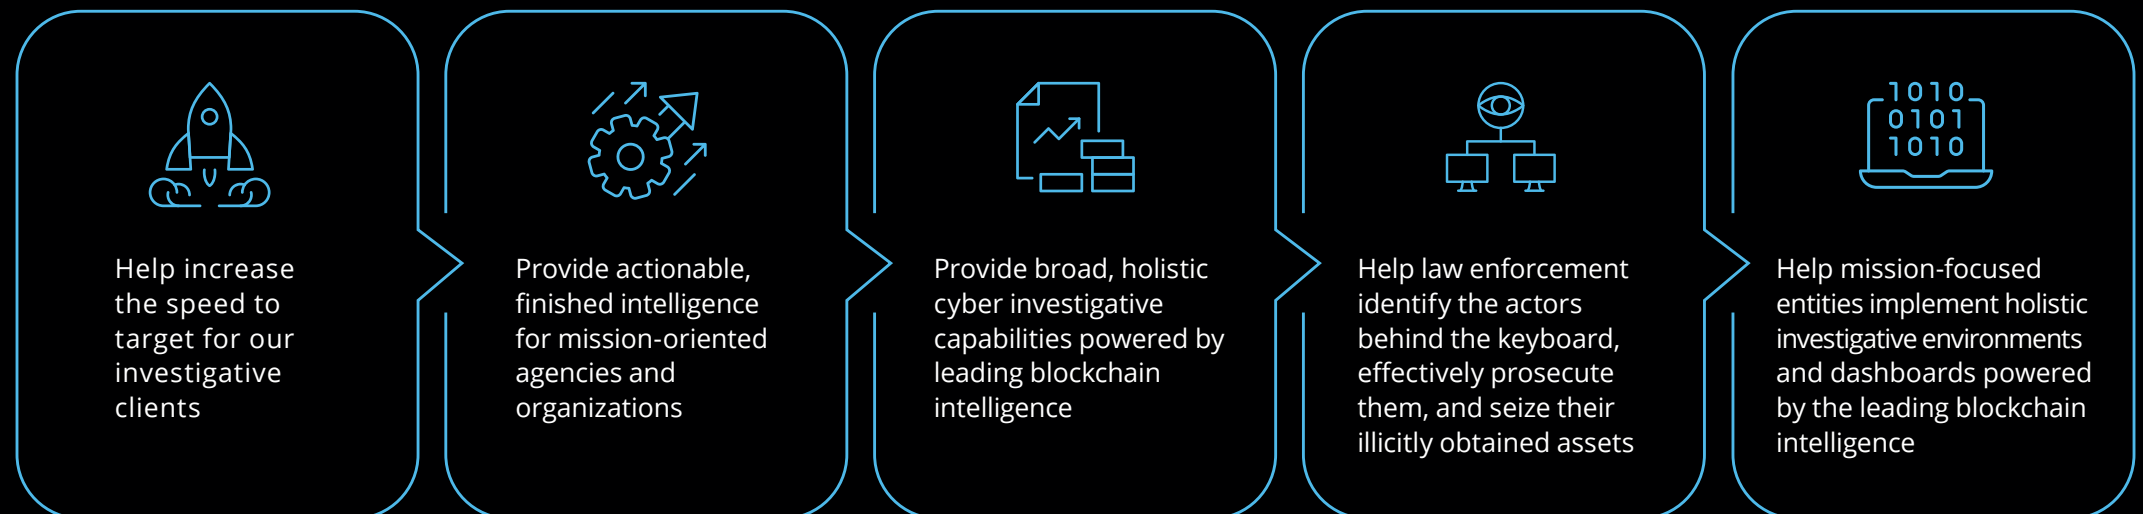 Help increase
the speed to
target for our
investigative
clients
Provide actionable,
finished intelligence
for mission-oriented
agencies and
organizations
Provide broad, holistic
cyber investigative
capabilities powered by
leading blockchain
intelligence
Help law enforcement
identify the actors
behind the keyboard,
effectively prosecute
them, and seize their
illicitly obtained assets
1010
0101
1010
Help mission-focused
entities implement holistic
investigative environments
and dashboards powered
by the leading blockchain
intelligence